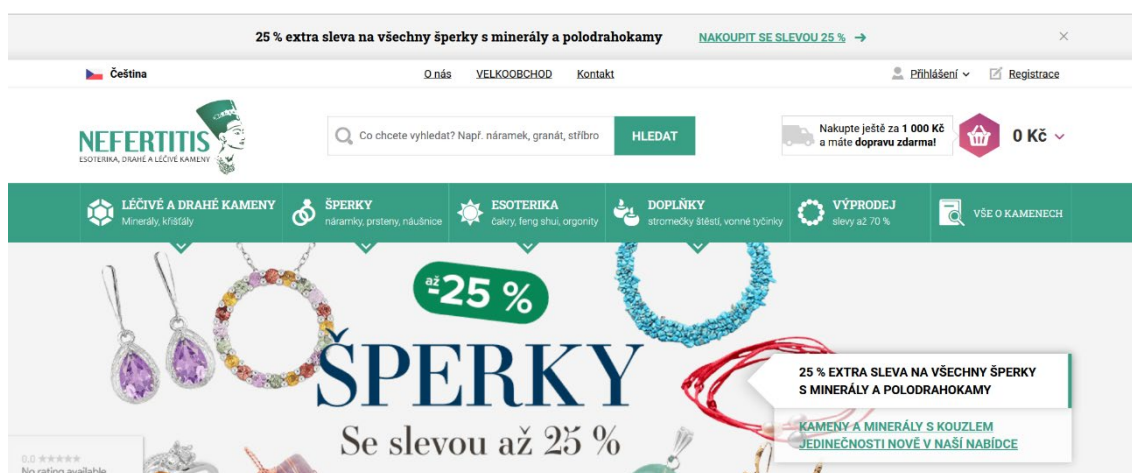 25 % extra sleva na všechny šperky s minerály a polodrahokamy NAKOUPIT SE SLEVOU 25 % → ×
Čeština O nás VELKOOBCHOD Kontakt Přihlášení Registrace
NEFERTITIS
ESOTERIKA, DRAHÉ A LÉČIVÉ KAMENY
Co chcete vyhledat? Např. náramek, granát, stříbro HLEDAT
Nakupte ještě za 1 000 Kč
a máte dopravu zdarma!
0 Kč
LÉČIVÉ A DRAHÉ KAMENY
Minerály, křišťály
ŠPERKY
náramky, prsteny, náušnice
ESOTERIKA
čakry, feng shui, orgonity
DOPLŇKY
stromečky štěstí, vonné tyčinky
VÝPRODEJ
slevy až 70 %
VŠE O KAMENECH
až -25 %
ŠPERKY
Se slevou až 25 %
25 % EXTRA SLEVA NA VŠECHNY ŠPERKY
S MINERÁLY A POLODRAHOKAMY
KAMENY A MINERÁLY S KOUZLEM
JEDINEČNOSTI NOVĚ V NAŠÍ NABÍDCE
0,0 ★★★★★
No rating available